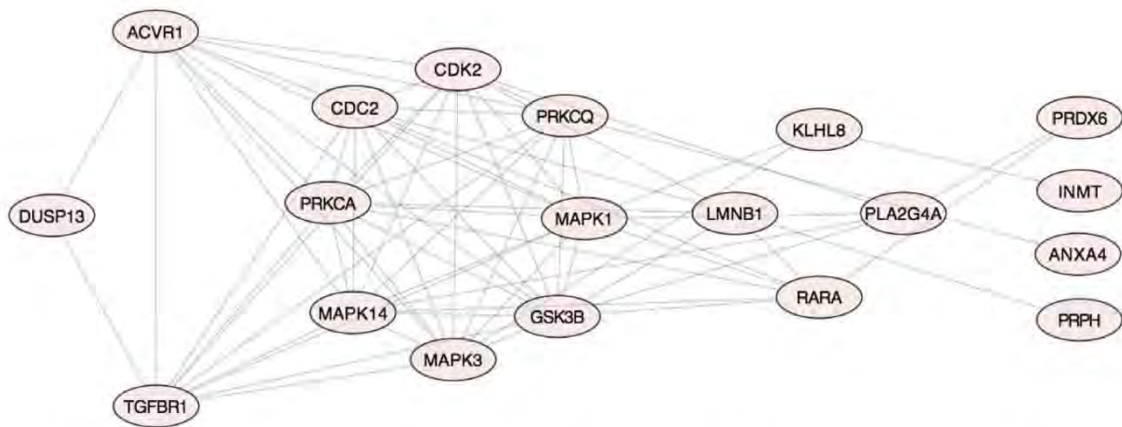 ACVR1
CDK2
CDC2
PRKCQ
KLHL8
PRDX6
DUSP13
PRKCA
MAPK1
LMNB1
PLA2G4A
INMT
ANXA4
MAPK14
GSK3B
RARA
PRPH
MAPK3
TGFBR1